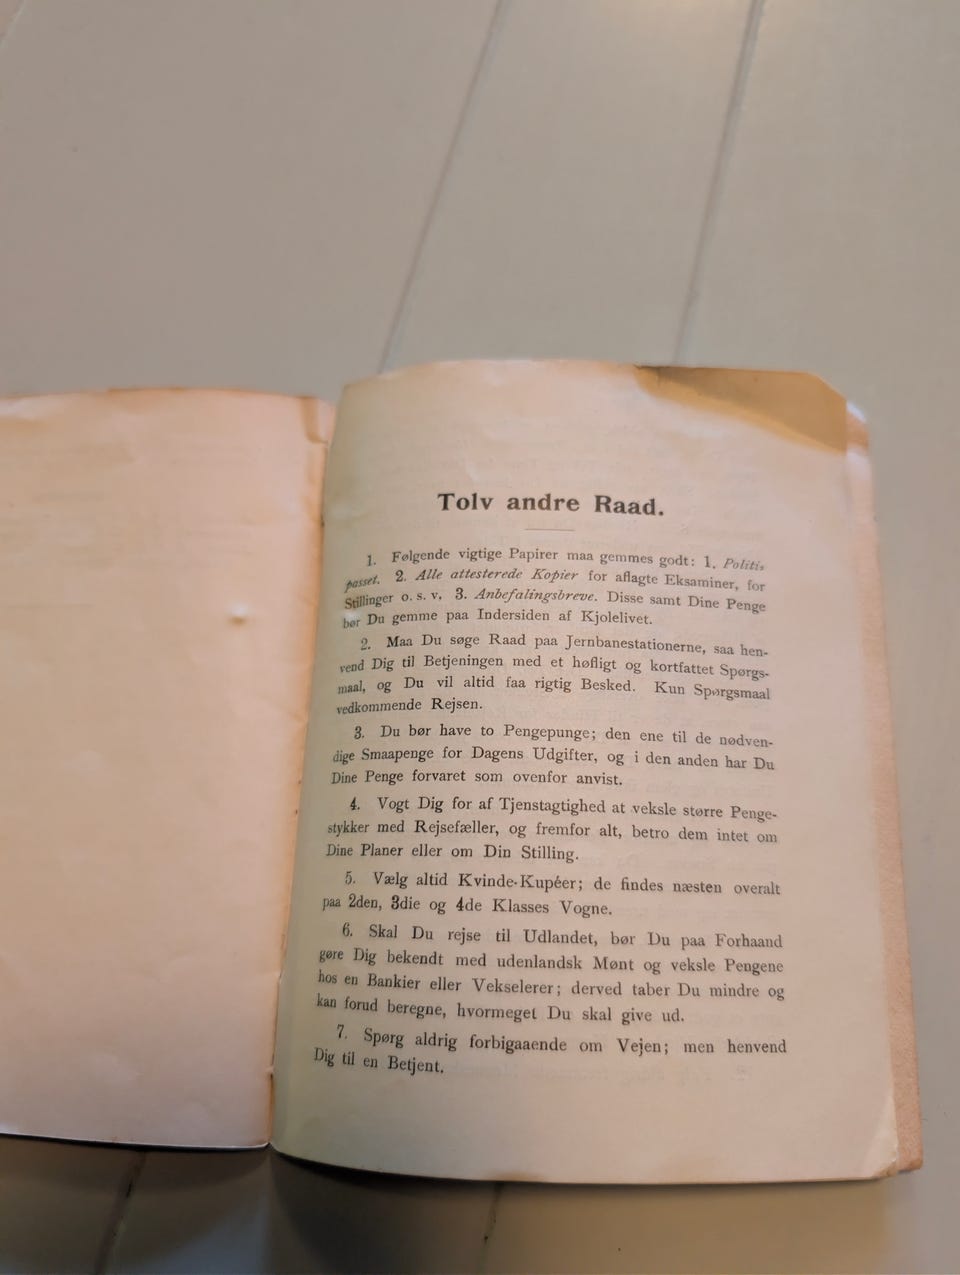 Tolv andre Raad.
1. Følgende vigtige Papirer maa gemmes godt: 1. Politi-
passet. 2. Alle attesterede Kopier for aflagte Eksaminer, for
Stillinger o. s. v. 3. Anbefalingsbreve. Disse samt Dine Penge
bør Du gemme paa Indersiden af Kjolelivet.
2. Maa Du søge Raad paa Jernbanestationerne, saa hen-
vend Dig til Betjeningen med et høfligt og kortfattet Spørgs-
maal, og Du vil altid faa rigtig Besked. Kun Spørgsmaal
vedkommende Rejsen.
3. Du bør have to Pengepunge; den ene til de nødven-
dige Smaapenge for Dagens Udgifter, og i den anden har Du
Dine Penge forvaret som ovenfor anvist.
4. Vogt Dig for af Tjenstagtighed at veksle større Penge-
stykker med Rejsefæller, og fremfor alt, betro dem intet om
Dine Planer eller om Din Stilling.
5. Vælg altid Kvinde-Kupéer; de findes næsten overalt
paa 2den, 3die og 4de Klasses Vogne.
6. Skal Du rejse til Udlandet, bør Du paa Forhaand
gøre Dig bekendt med udenlandsk Mønt og veksle Pengene
hos en Bankier eller Vekselerer; derved taber Du mindre og
kan forud beregne, hvormeget Du skal give ud.
7. Spørg aldrig forbigaaende om Vejen; men henvend
Dig til en Betjent.